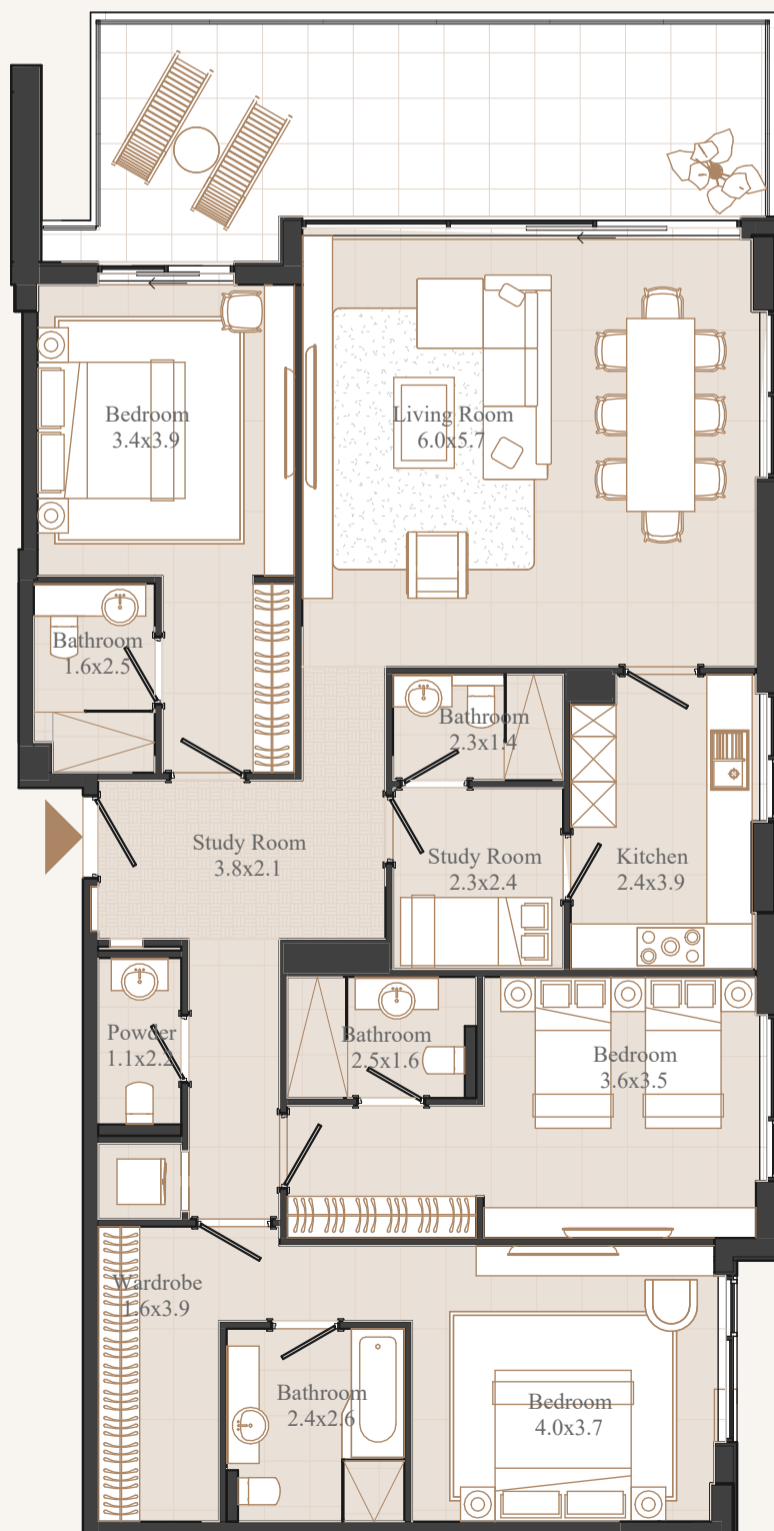 Bedroom
3.4x3.9
Living Room
6.0x5.7
Bathroom
1.6x2.5
Bathroom
2.3x1.4
Study Room
3.8x2.1
Study Room
2.3x2.4
Kitchen
2.4x3.9
Powder
1.1x2.2
Bathroom
2.5x1.6
Bedroom
3.6x3.5
Wardrobe
1.6x3.9
Bathroom
2.4x2.6
Bedroom
4.0x3.7